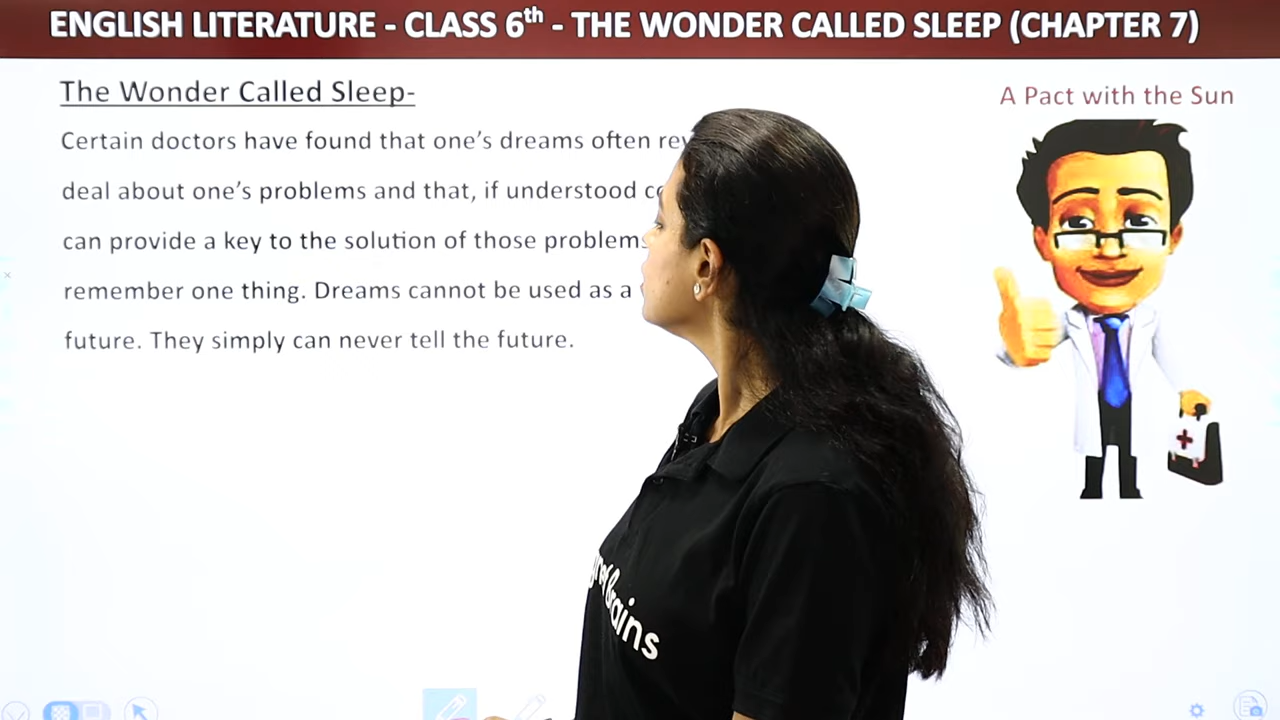 ENGLISH LITERATURE - CLASS 6th - THE WONDER CALLED SLEEP (CHAPTER 7)
The Wonder Called Sleep-
A Pact with the Sun
Certain doctors have found that one's dreams often
deal about one's problems and that, if understood
can provide a key to the solution of those problems
remember one thing. Dreams cannot be used as a
future. They simply can never tell the future.
Brains